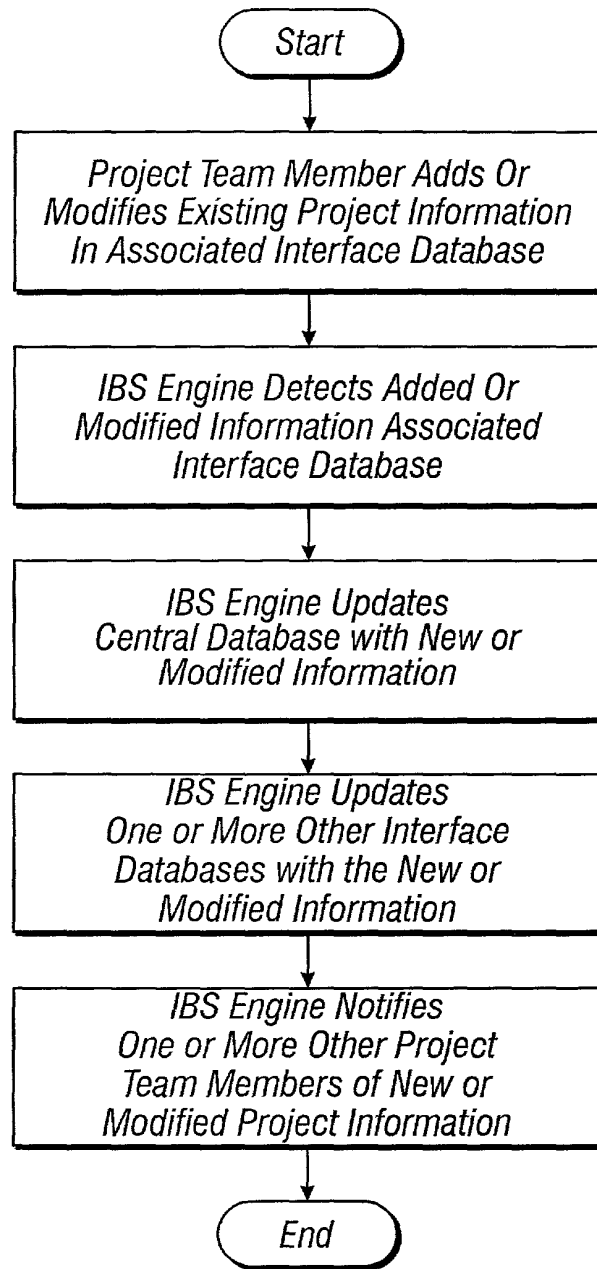 Start
Project Team Member Adds Or
Modifies Existing Project Information
In Associated Interface Database
IBS Engine Detects Added Or
Modified Information Associated
Interface Database
IBS Engine Updates
Central Database with New or
Modified Information
IBS Engine Updates
One or More Other Interface
Databases with the New or
Modified Information
IBS Engine Notifies
One or More Other Project
Team Members of New or
Modified Project Information
End